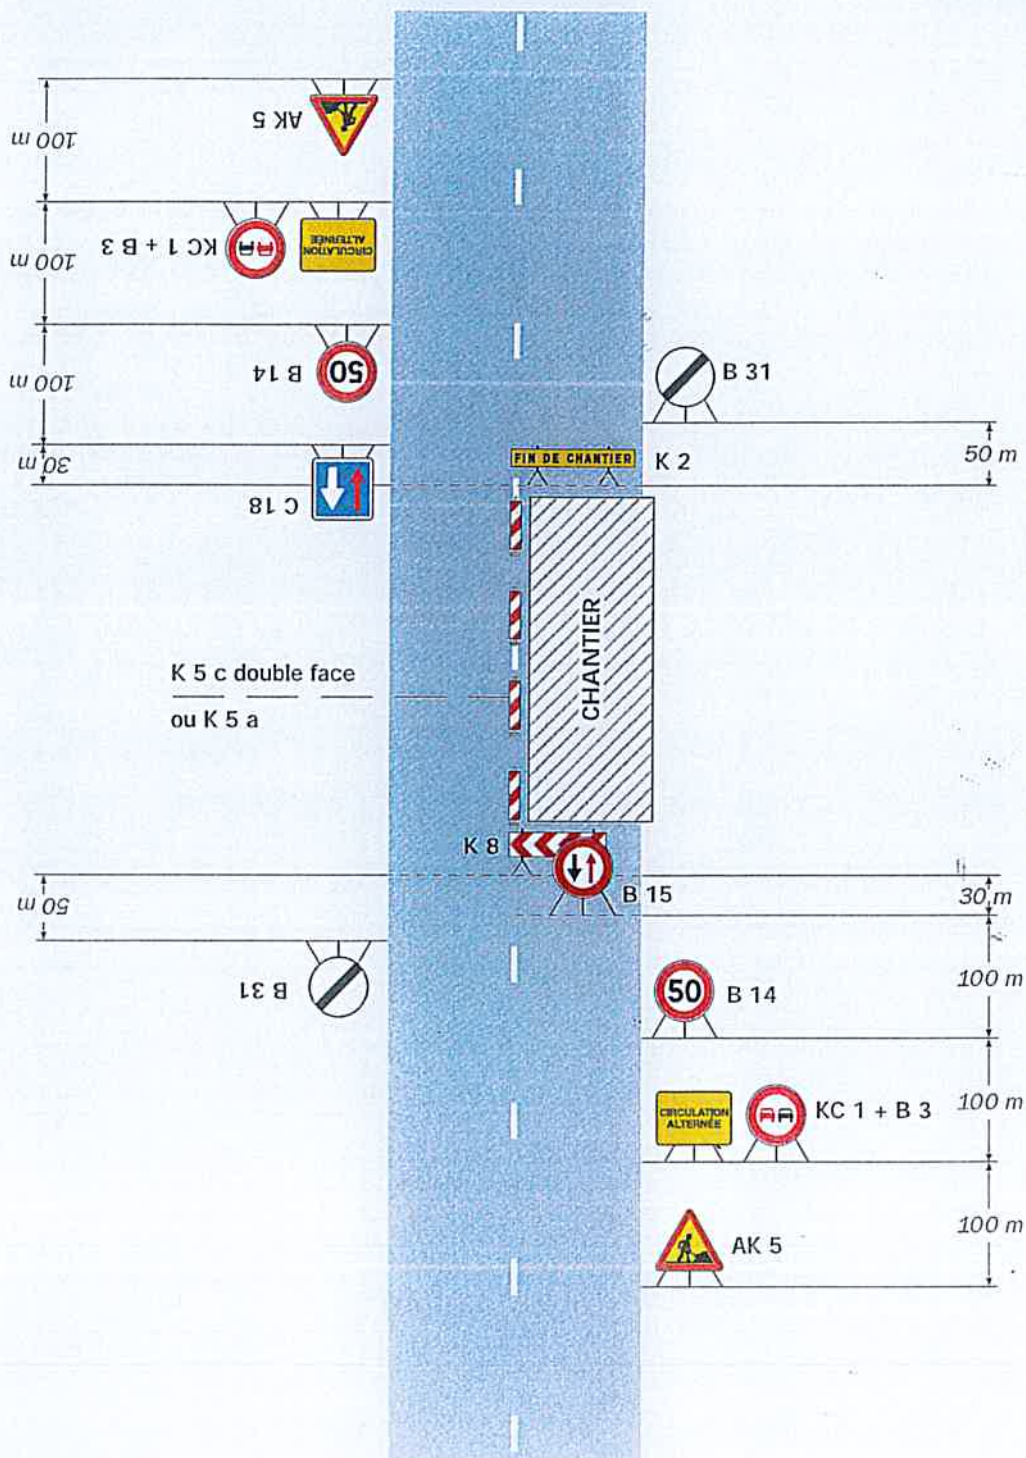 100 m
AK 5
100 m
KC 1 + B 3
CIRCULATION
ALTERNÉE
100 m
B 14
50
B 31
30 m
C 18
FIN DE CHANTIER
K 2
50 m
CHANTIER
K 5 c double face
ou K 5 a
K 8
B 15
30 m
50 m
B 31
50
B 14
100 m
CIRCULATION
ALTERNÉE
KC 1 + B 3
100 m
AK 5
100 m